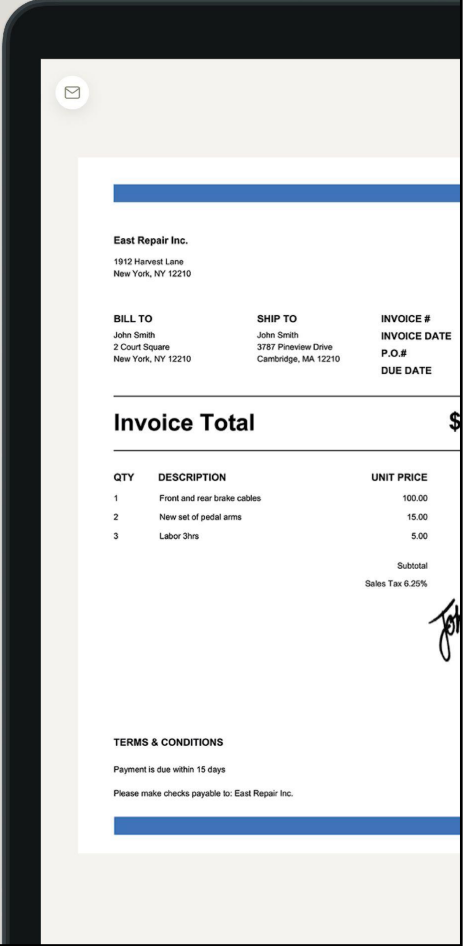 East Repair Inc.
1912 Harvest Lane
New York, NY 12210
BILL TO
John Smith
2 Court Square
New York, NY 12210
SHIP TO
John Smith
3787 Pineview Drive
Cambridge, MA 12210
INVOICE #
INVOICE DATE
P.O.#
DUE DATE
Invoice Total $
QTY DESCRIPTION UNIT PRICE
1 Front and rear brake cables 100.00
2 New set of pedal arms 15.00
3 Labor 3hrs 5.00
Subtotal
Sales Tax 6.25%
TERMS & CONDITIONS
Payment is due within 15 days
Please make checks payable to: East Repair Inc.